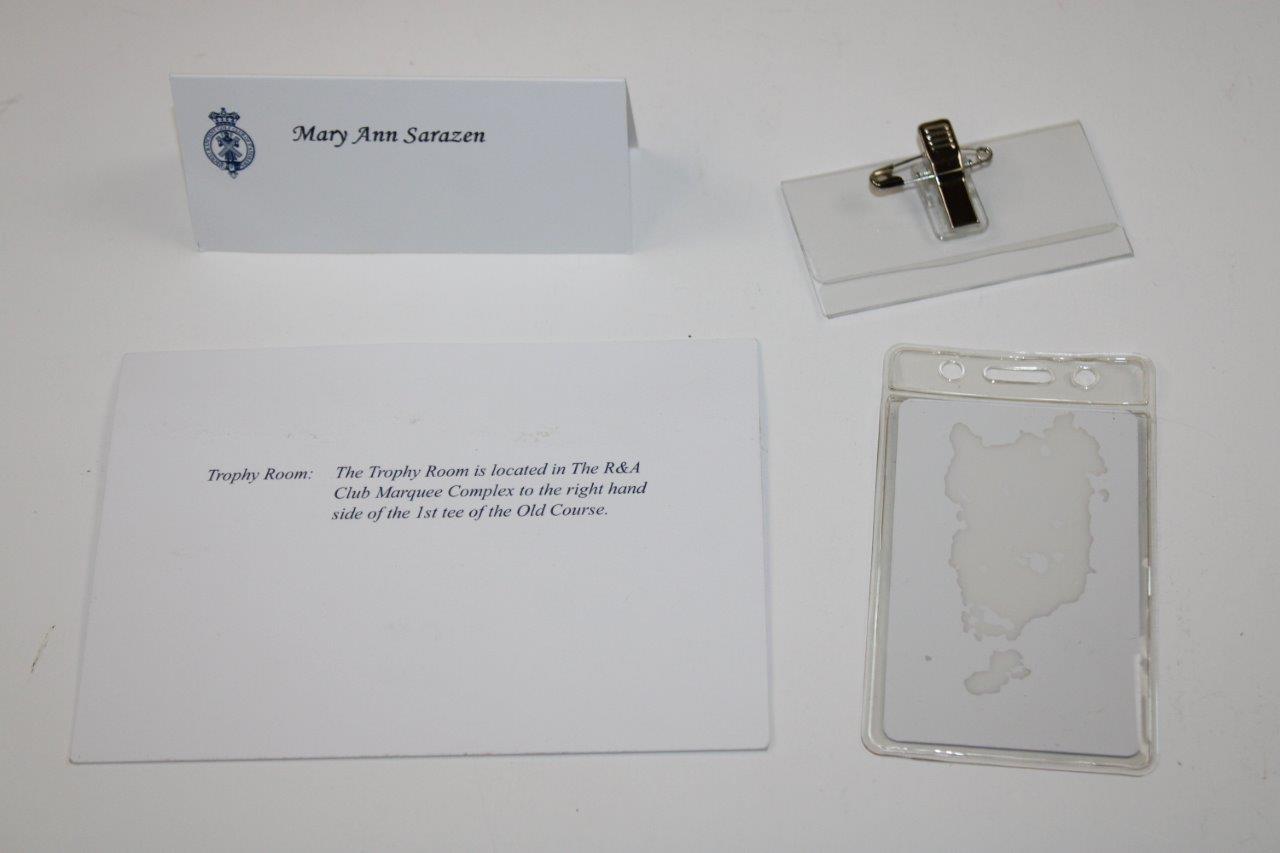 Mary Ann Sarazen
Trophy Room: The Trophy Room is located in The R&A
Club Marquee Complex to the right hand
side of the 1st tee of the Old Course.